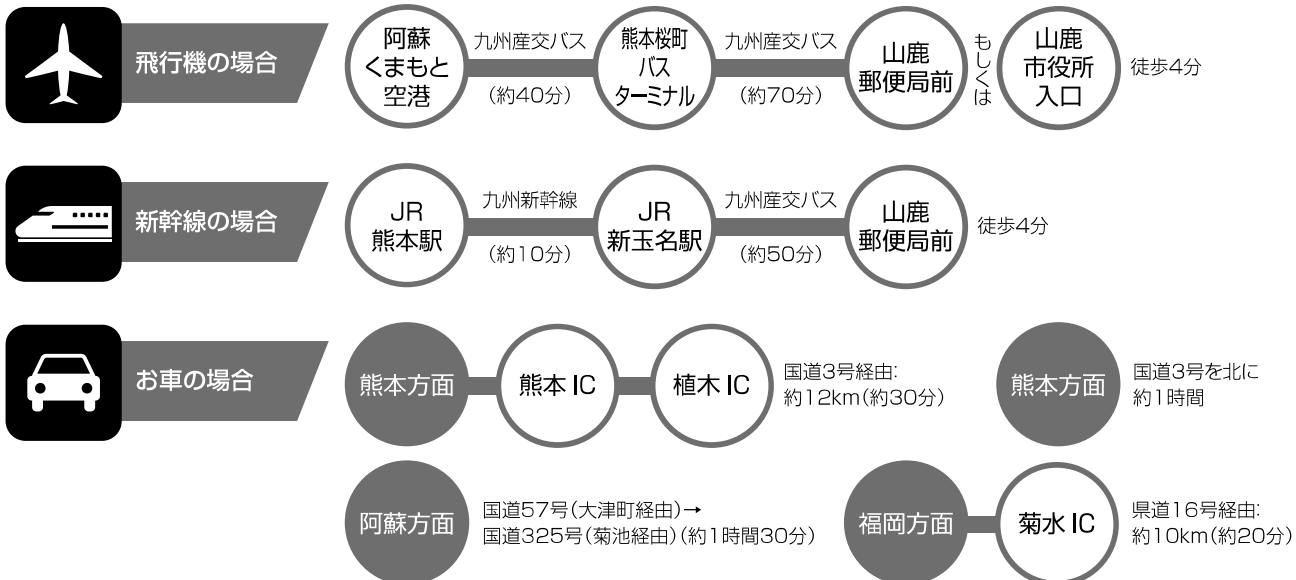 飛行機の場合
阿蘇
くまもと
空港
九州産交バス
(約40分)
熊本桜町
バス
ターミナル
九州産交バス
(約70分)
山鹿
郵便局前
もしくは
山鹿
市役所
入口
徒歩4分
新幹線の場合
JR
熊本駅
九州新幹線
(約10分)
JR
新玉名駅
九州産交バス
(約50分)
山鹿
郵便局前
徒歩4分
お車の場合
熊本方面
熊本 IC
植木 IC
国道3号経由:
約12km(約30分)
熊本方面
国道3号を北に
約1時間
阿蘇方面
国道57号(大津町経由)→
国道325号(菊池経由)(約1時間30分)
福岡方面
菊水 IC
県道16号経由:
約10km(約20分)